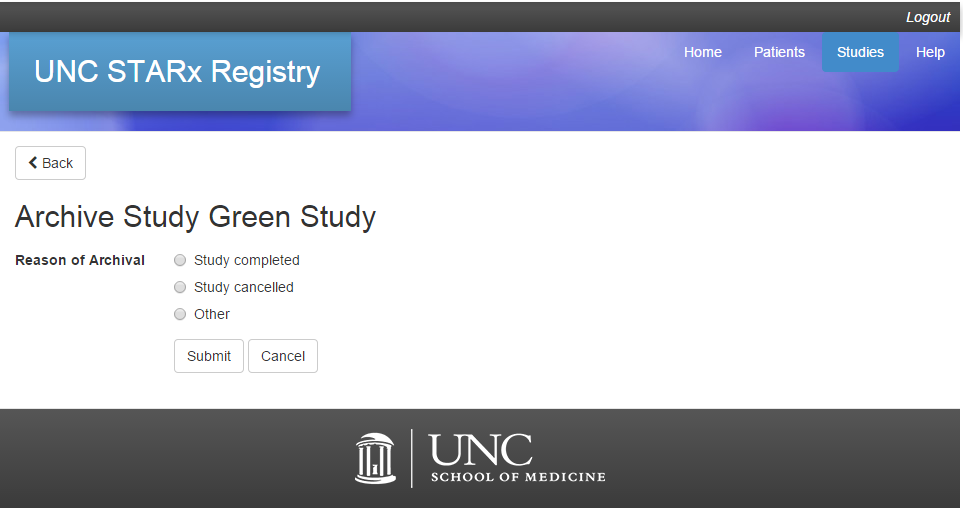 Logout
UNC STARx Registry
Home Patients Studies Help
Back
Archive Study Green Study
Reason of Archival
Study completed
Study cancelled
Other
Submit Cancel
UNC
SCHOOL OF MEDICINE